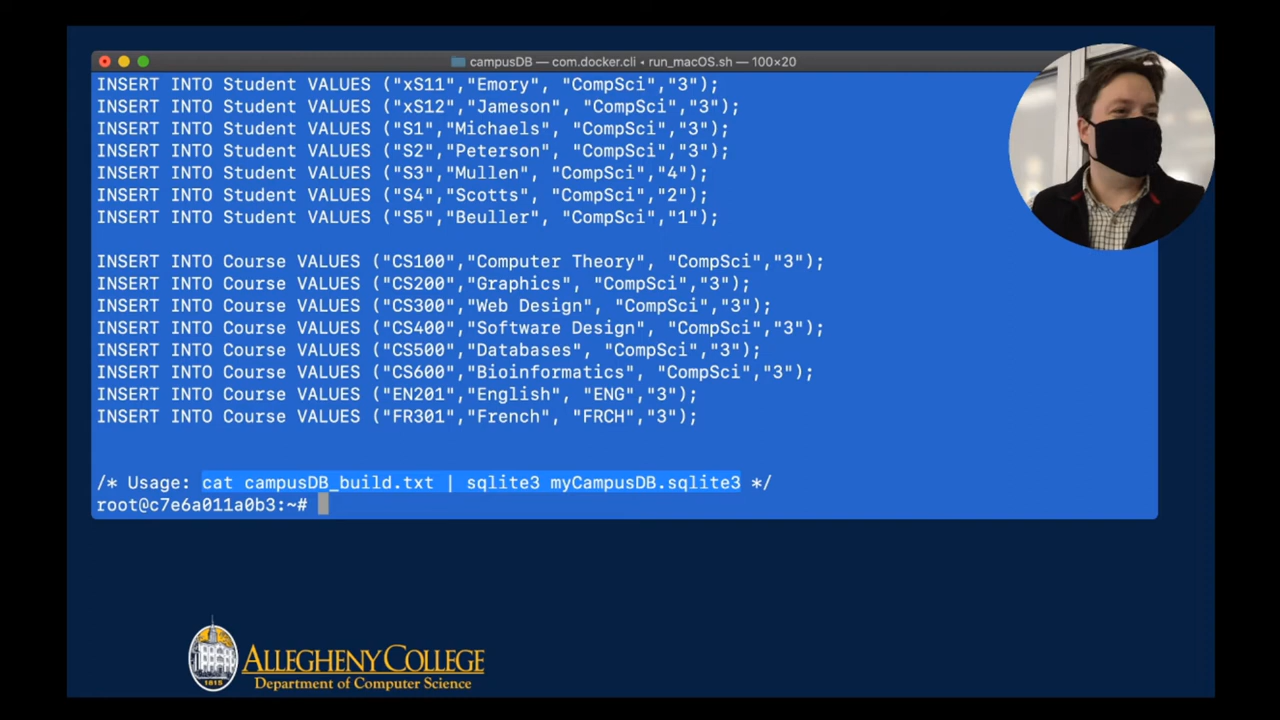 campusDB — com.docker.cli • run_macOS.sh — 100×20
INSERT INTO Student VALUES ("xS11","Emory", "CompSci","3");
INSERT INTO Student VALUES ("xS12","Jameson", "CompSci","3");
INSERT INTO Student VALUES ("S1","Michaels", "CompSci","3");
INSERT INTO Student VALUES ("S2","Peterson", "CompSci","3");
INSERT INTO Student VALUES ("S3","Mullen", "CompSci","4");
INSERT INTO Student VALUES ("S4","Scotts", "CompSci","2");
INSERT INTO Student VALUES ("S5","Beuller", "CompSci","1");
INSERT INTO Course VALUES ("CS100","Computer Theory", "CompSci","3");
INSERT INTO Course VALUES ("CS200","Graphics", "CompSci","3");
INSERT INTO Course VALUES ("CS300","Web Design", "CompSci","3");
INSERT INTO Course VALUES ("CS400","Software Design", "CompSci","3");
INSERT INTO Course VALUES ("CS500","Databases", "CompSci","3");
INSERT INTO Course VALUES ("CS600","Bioinformatics", "CompSci","3");
INSERT INTO Course VALUES ("EN201","English", "ENG","3");
INSERT INTO Course VALUES ("FR301","French", "FRCH","3");
/* Usage: cat campusDB_build.txt | sqlite3 myCampusDB.sqlite3 */
root@c7e6a011a0b3:~#
ALLEGHENY COLLEGE
1815
Department of Computer Science